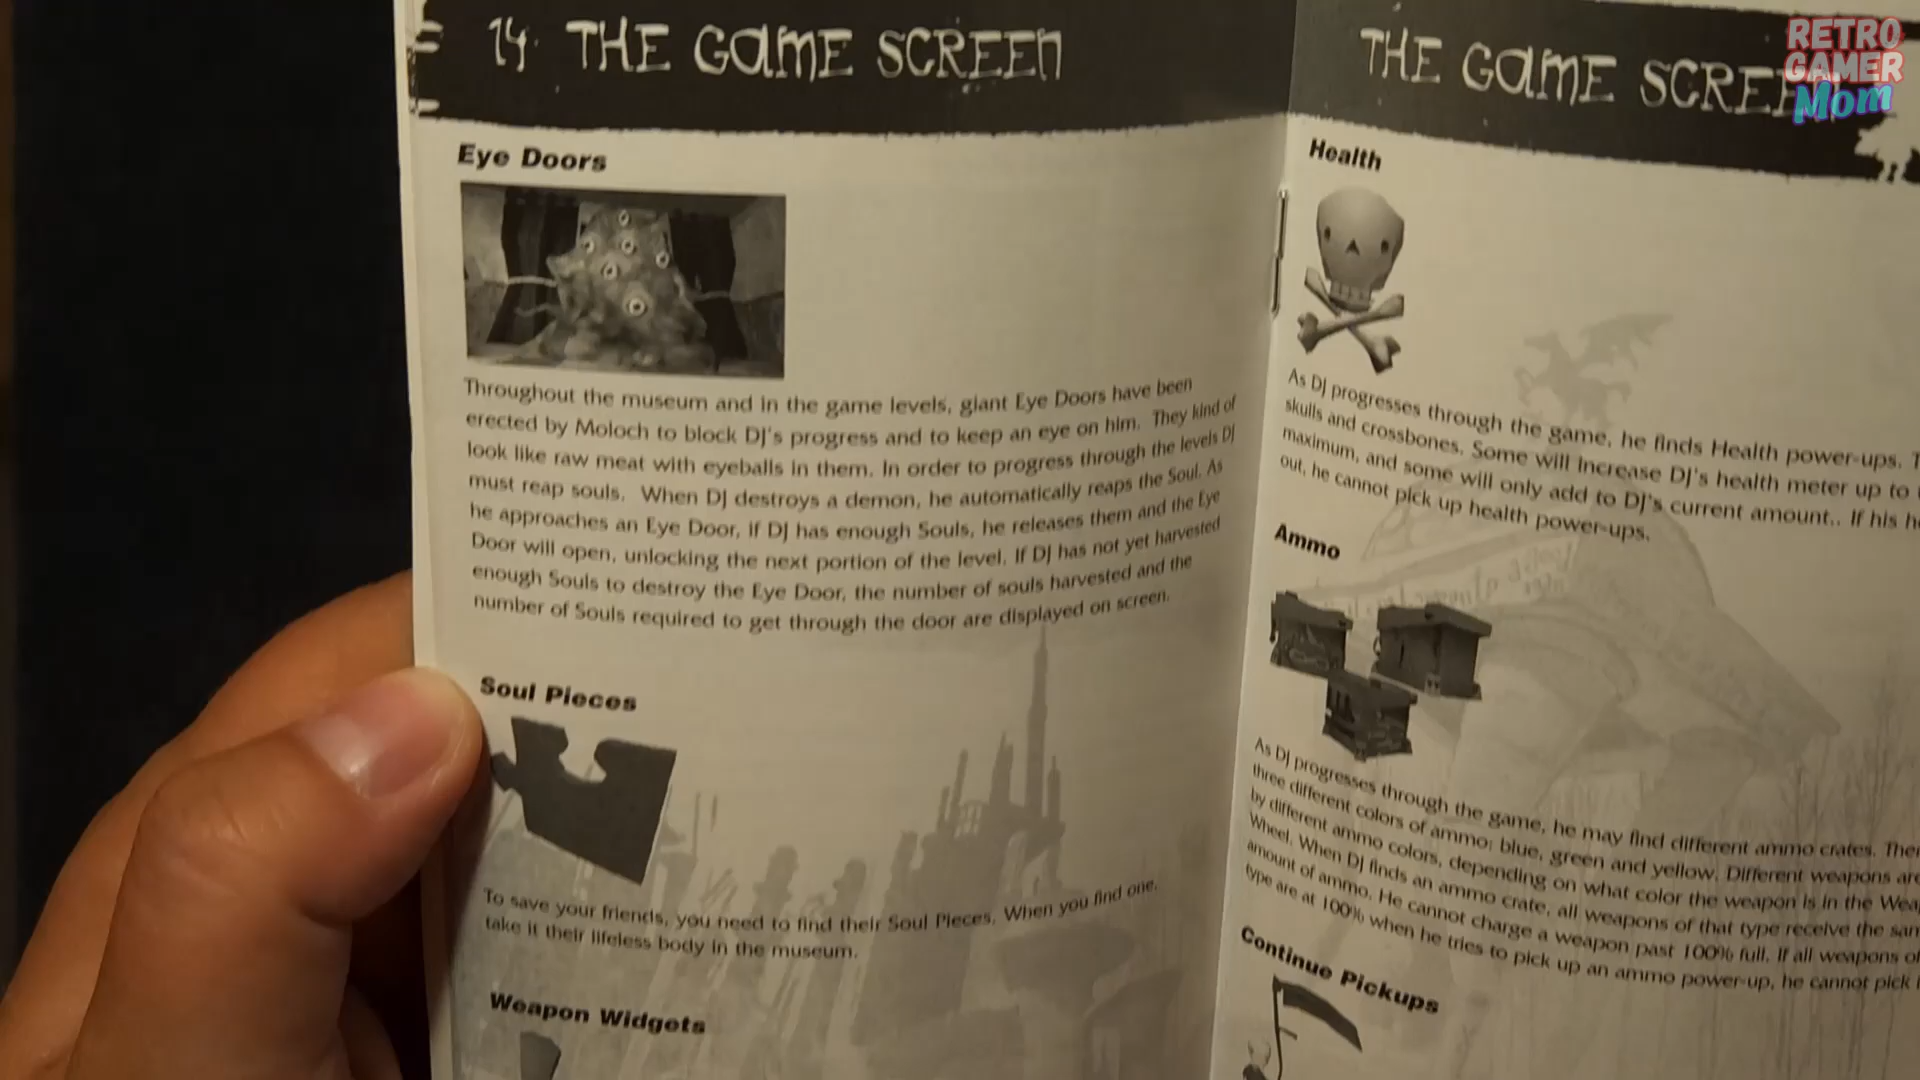 14 THE GAME SCREEN
Eye Doors
Throughout the museum and in the game levels, giant Eye Doors have been
erected by Moloch to block DJ's progress and to keep an eye on him. They kind of
look like raw meat with eyeballs in them. In order to progress through the levels DJ
must reap souls. When DJ destroys a demon, he automatically reaps the Soul. As
he approaches an Eye Door, if DJ has enough Souls, he releases them and the Eye
Door will open, unlocking the next portion of the level. If DJ has not yet harvested
enough Souls to destroy the Eye Door, the number of souls harvested and the
number of Souls required to get through the door are displayed on screen.
Soul Pieces
To save your friends, you need to find their Soul Pieces. When you find one,
take it their lifeless body in the museum.
Weapon Widgets
THE GAME SCREE
Health
As DJ progresses through the game, he finds Health power-ups.
skulls and crossbones. Some will increase DJ's health meter up to
maximum, and some will only add to DJ's current amount.. If his
out, he cannot pick up health power-ups.
Ammo
As DJ progresses through the game, he may find different ammo crates.
three different colors of ammo: blue, green and yellow. Different weapons are
by different ammo colors, depending on what color the weapon is in the
Wheel. When DJ finds an ammo crate, all weapons of that type receive the
amount of ammo. He cannot charge a weapon past 100% full. If all weapons of
type are at 100% when he tries to pick up an ammo power-up, he cannot pick
Continue Pickups
RETRO
GAMER
Mom